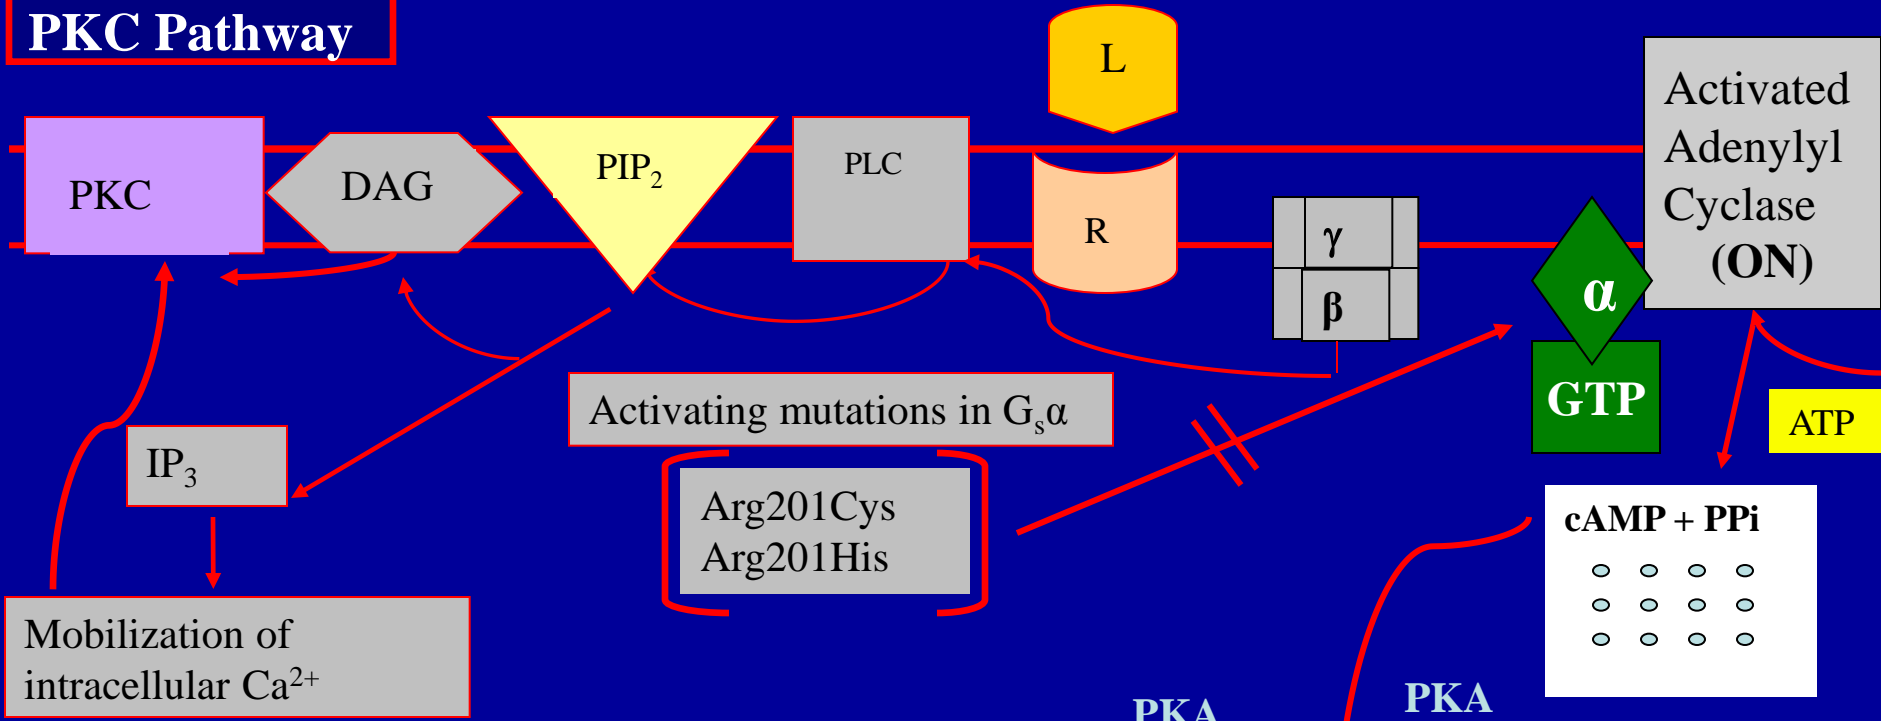 PKC Pathway
L
Activated
Adenylyl
Cyclase
(ON)
PKC
DAG
PIP₂
PLC
R
γ
β
α
GTP
ATP
Activating mutations in Gₛα
IP₃
Arg201Cys
Arg201His
cAMP + PPi
Mobilization of
intracellular Ca²⁺
PKA
PKA